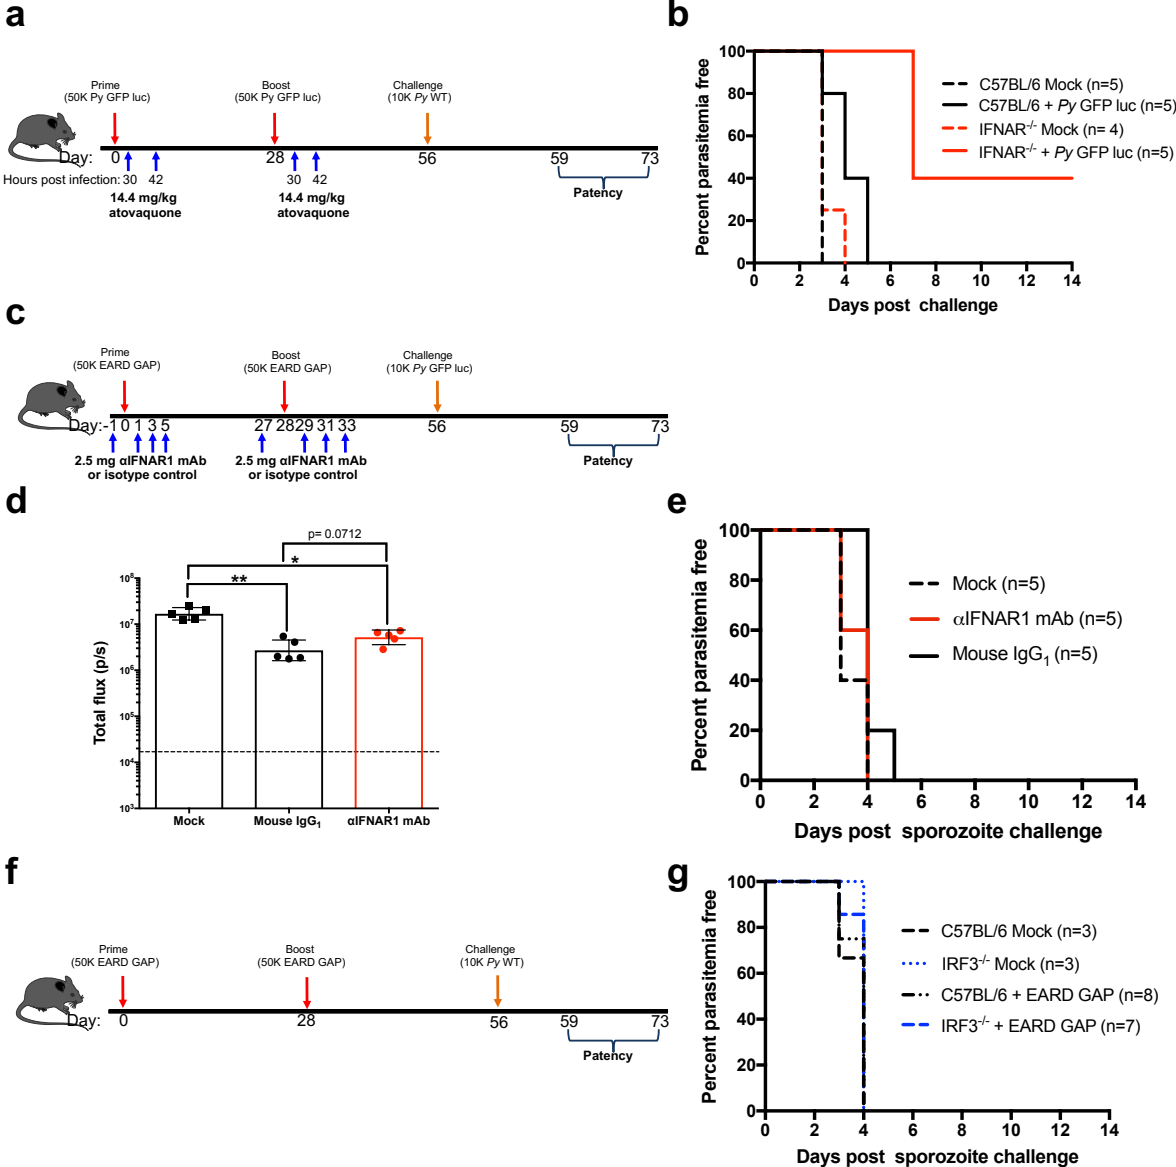 a
Prime
(50K Py GFP luc)
Boost
(50K Py GFP luc)
Challenge
(10K Py WT)
Day: 0 28 56 59 73
Hours post infection: 30 42 30 42
14.4 mg/kg
atovaquone
14.4 mg/kg
atovaquone
Patency
b
Percent parasitemia free
100
80
60
40
20
0
0 2 4 6 8 10 12 14
Days post challenge
C57BL/6 Mock (n=5)
C57BL/6 + Py GFP luc (n=5)
IFNAR-/- Mock (n= 4)
IFNAR-/- + Py GFP luc (n=5)
c
Prime
(50K EARD GAP)
Boost
(50K EARD GAP)
Challenge
(10K Py GFP luc)
Day:-1 0 1 3 5 27 28 29 31 33 56 59 73
2.5 mg αIFNAR1 mAb
or isotype control
2.5 mg αIFNAR1 mAb
or isotype control
Patency
d
p= 0.0712
*
**
Total flux (p/s)
10⁸
10⁷
10⁶
10⁵
10⁴
10³
Mock Mouse IgG₁ αIFNAR1 mAb
e
Percent parasitemia free
100
80
60
40
20
0
0 2 4 6 8 10 12 14
Days post sporozoite challenge
Mock (n=5)
αIFNAR1 mAb (n=5)
Mouse IgG₁ (n=5)
f
Prime
(50K EARD GAP)
Boost
(50K EARD GAP)
Challenge
(10K Py WT)
Day: 0 28 56 59 73
Patency
g
Percent parasitemia free
100
80
60
40
20
0
0 2 4 6 8 10 12 14
Days post sporozoite challenge
C57BL/6 Mock (n=3)
IRF3-/- Mock (n=3)
C57BL/6 + EARD GAP (n=8)
IRF3-/- + EARD GAP (n=7)